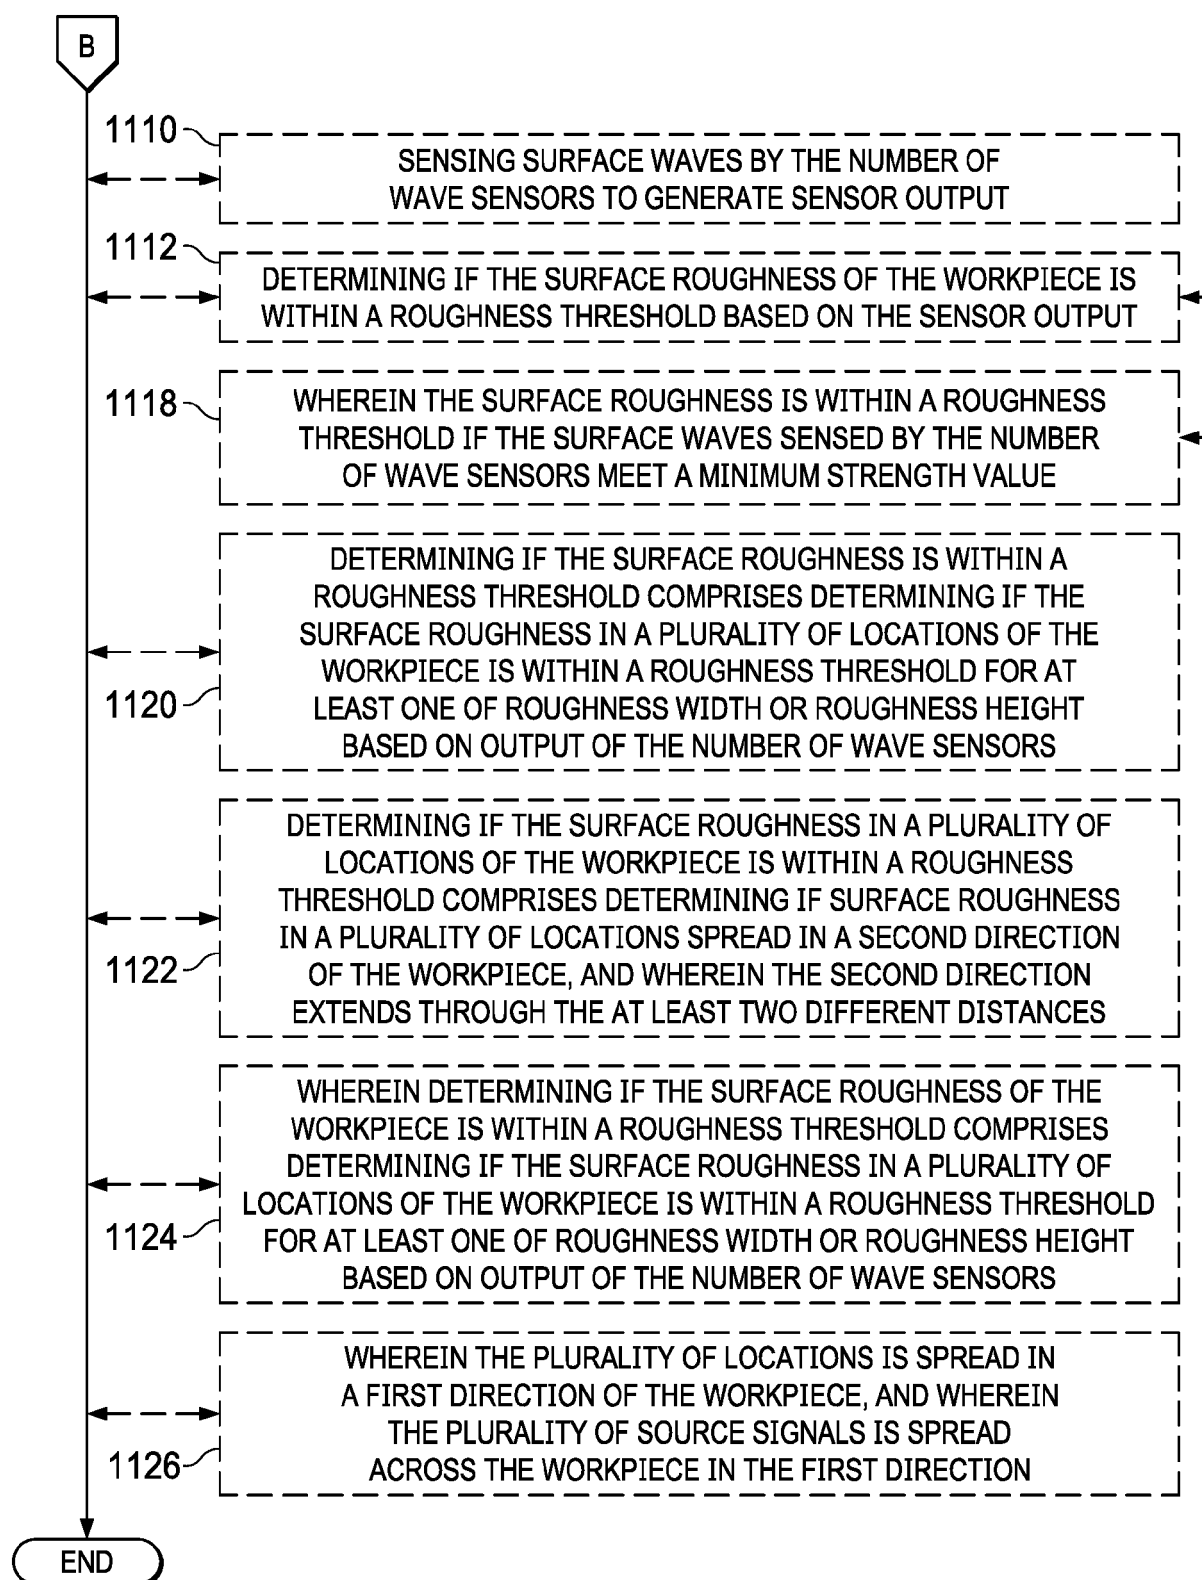 B
1110
SENSING SURFACE WAVES BY THE NUMBER OF
WAVE SENSORS TO GENERATE SENSOR OUTPUT
1112
DETERMINING IF THE SURFACE ROUGHNESS OF THE WORKPIECE IS
WITHIN A ROUGHNESS THRESHOLD BASED ON THE SENSOR OUTPUT
1118
WHEREIN THE SURFACE ROUGHNESS IS WITHIN A ROUGHNESS
THRESHOLD IF THE SURFACE WAVES SENSED BY THE NUMBER
OF WAVE SENSORS MEET A MINIMUM STRENGTH VALUE
DETERMINING IF THE SURFACE ROUGHNESS IS WITHIN A
ROUGHNESS THRESHOLD COMPRISES DETERMINING IF THE
SURFACE ROUGHNESS IN A PLURALITY OF LOCATIONS OF THE
WORKPIECE IS WITHIN A ROUGHNESS THRESHOLD FOR AT
LEAST ONE OF ROUGHNESS WIDTH OR ROUGHNESS HEIGHT
BASED ON OUTPUT OF THE NUMBER OF WAVE SENSORS
1120
DETERMINING IF THE SURFACE ROUGHNESS IN A PLURALITY OF
LOCATIONS OF THE WORKPIECE IS WITHIN A ROUGHNESS
THRESHOLD COMPRISES DETERMINING IF SURFACE ROUGHNESS
IN A PLURALITY OF LOCATIONS SPREAD IN A SECOND DIRECTION
OF THE WORKPIECE, AND WHEREIN THE SECOND DIRECTION
EXTENDS THROUGH THE AT LEAST TWO DIFFERENT DISTANCES
1122
WHEREIN DETERMINING IF THE SURFACE ROUGHNESS OF THE
WORKPIECE IS WITHIN A ROUGHNESS THRESHOLD COMPRISES
DETERMINING IF THE SURFACE ROUGHNESS IN A PLURALITY OF
LOCATIONS OF THE WORKPIECE IS WITHIN A ROUGHNESS THRESHOLD
FOR AT LEAST ONE OF ROUGHNESS WIDTH OR ROUGHNESS HEIGHT
BASED ON OUTPUT OF THE NUMBER OF WAVE SENSORS
1124
WHEREIN THE PLURALITY OF LOCATIONS IS SPREAD IN
A FIRST DIRECTION OF THE WORKPIECE, AND WHEREIN
THE PLURALITY OF SOURCE SIGNALS IS SPREAD
ACROSS THE WORKPIECE IN THE FIRST DIRECTION
1126
END